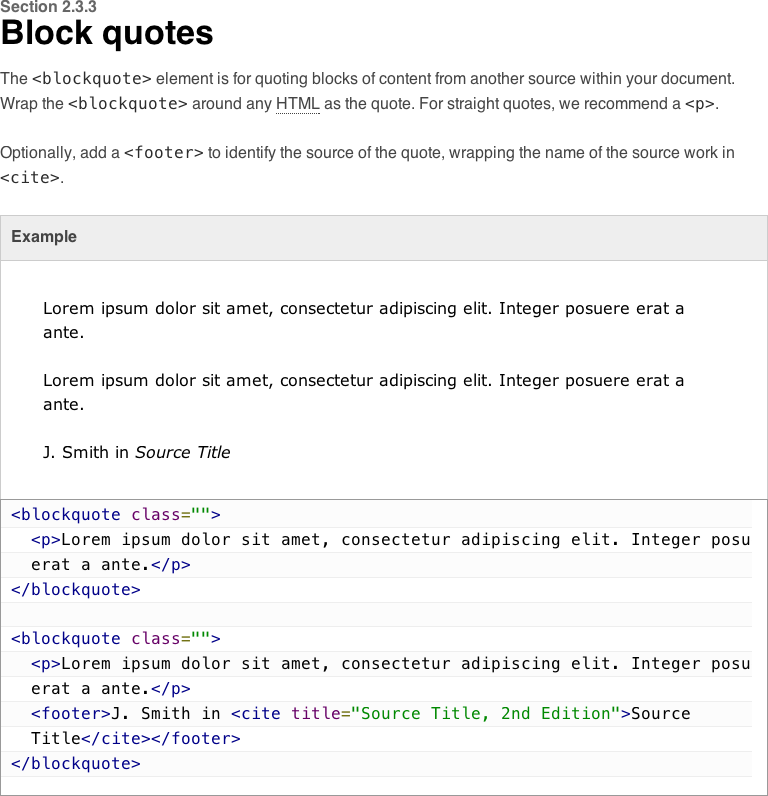 Section 2.3.3
Block quotes
The <blockquote> element is for quoting blocks of content from another source within your document.
Wrap the <blockquote> around any HTML as the quote. For straight quotes, we recommend a <p>.
Optionally, add a <footer> to identify the source of the quote, wrapping the name of the source work in
<cite>.
Example
Lorem ipsum dolor sit amet, consectetur adipiscing elit. Integer posuere erat a
ante.
Lorem ipsum dolor sit amet, consectetur adipiscing elit. Integer posuere erat a
ante.
J. Smith in Source Title
<blockquote class="">
  <p>Lorem ipsum dolor sit amet, consectetur adipiscing elit. Integer posu
  erat a ante.</p>
</blockquote>
<blockquote class="">
  <p>Lorem ipsum dolor sit amet, consectetur adipiscing elit. Integer posu
  erat a ante.</p>
  <footer>J. Smith in <cite title="Source Title, 2nd Edition">Source
  Title</cite></footer>
</blockquote>